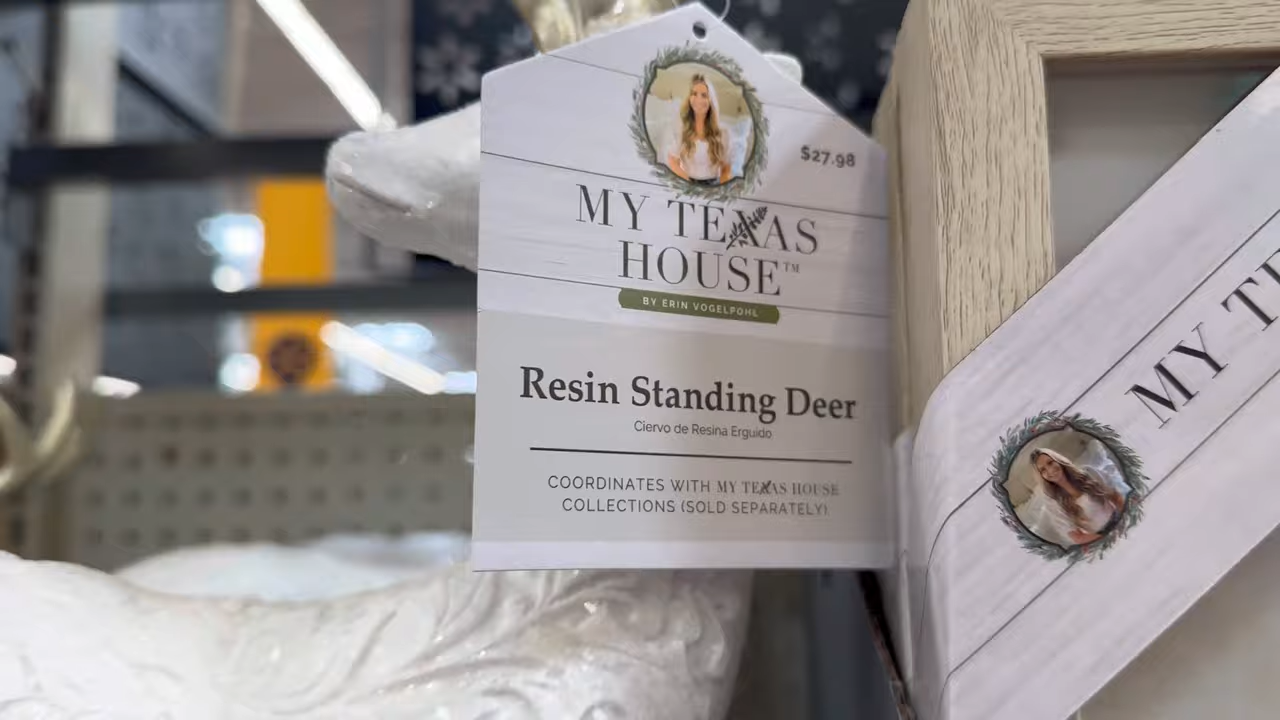 $27.98
MY TEXAS
HOUSE™
BY ERIN VOGELPOHL
Resin Standing Deer
Ciervo de Resina Erguido
COORDINATES WITH MY TEXAS HOUSE
COLLECTIONS (SOLD SEPARATELY)
MY TE